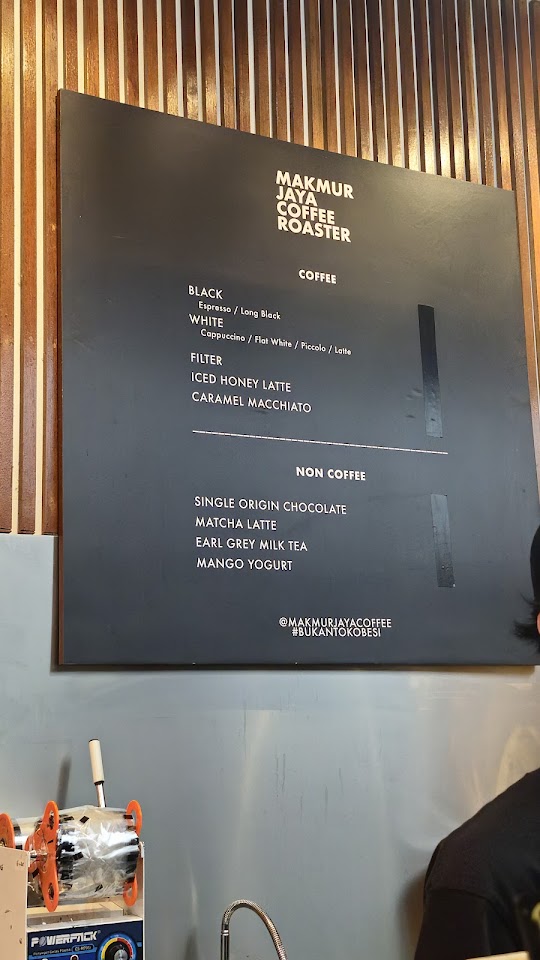 MAKMUR
JAYA
COFFEE
ROASTER
COFFEE
BLACK
Espresso / Long Black
WHITE
Cappuccino / Flat White / Piccolo / Latte
FILTER
ICED HONEY LATTE
CARAMEL MACCHIATO
NON COFFEE
SINGLE ORIGIN CHOCOLATE
MATCHA LATTE
EARL GREY MILK TEA
MANGO YOGURT
@MAKMURJAYACOFFEE
#BUKANTOKOBESI
POWERPACK